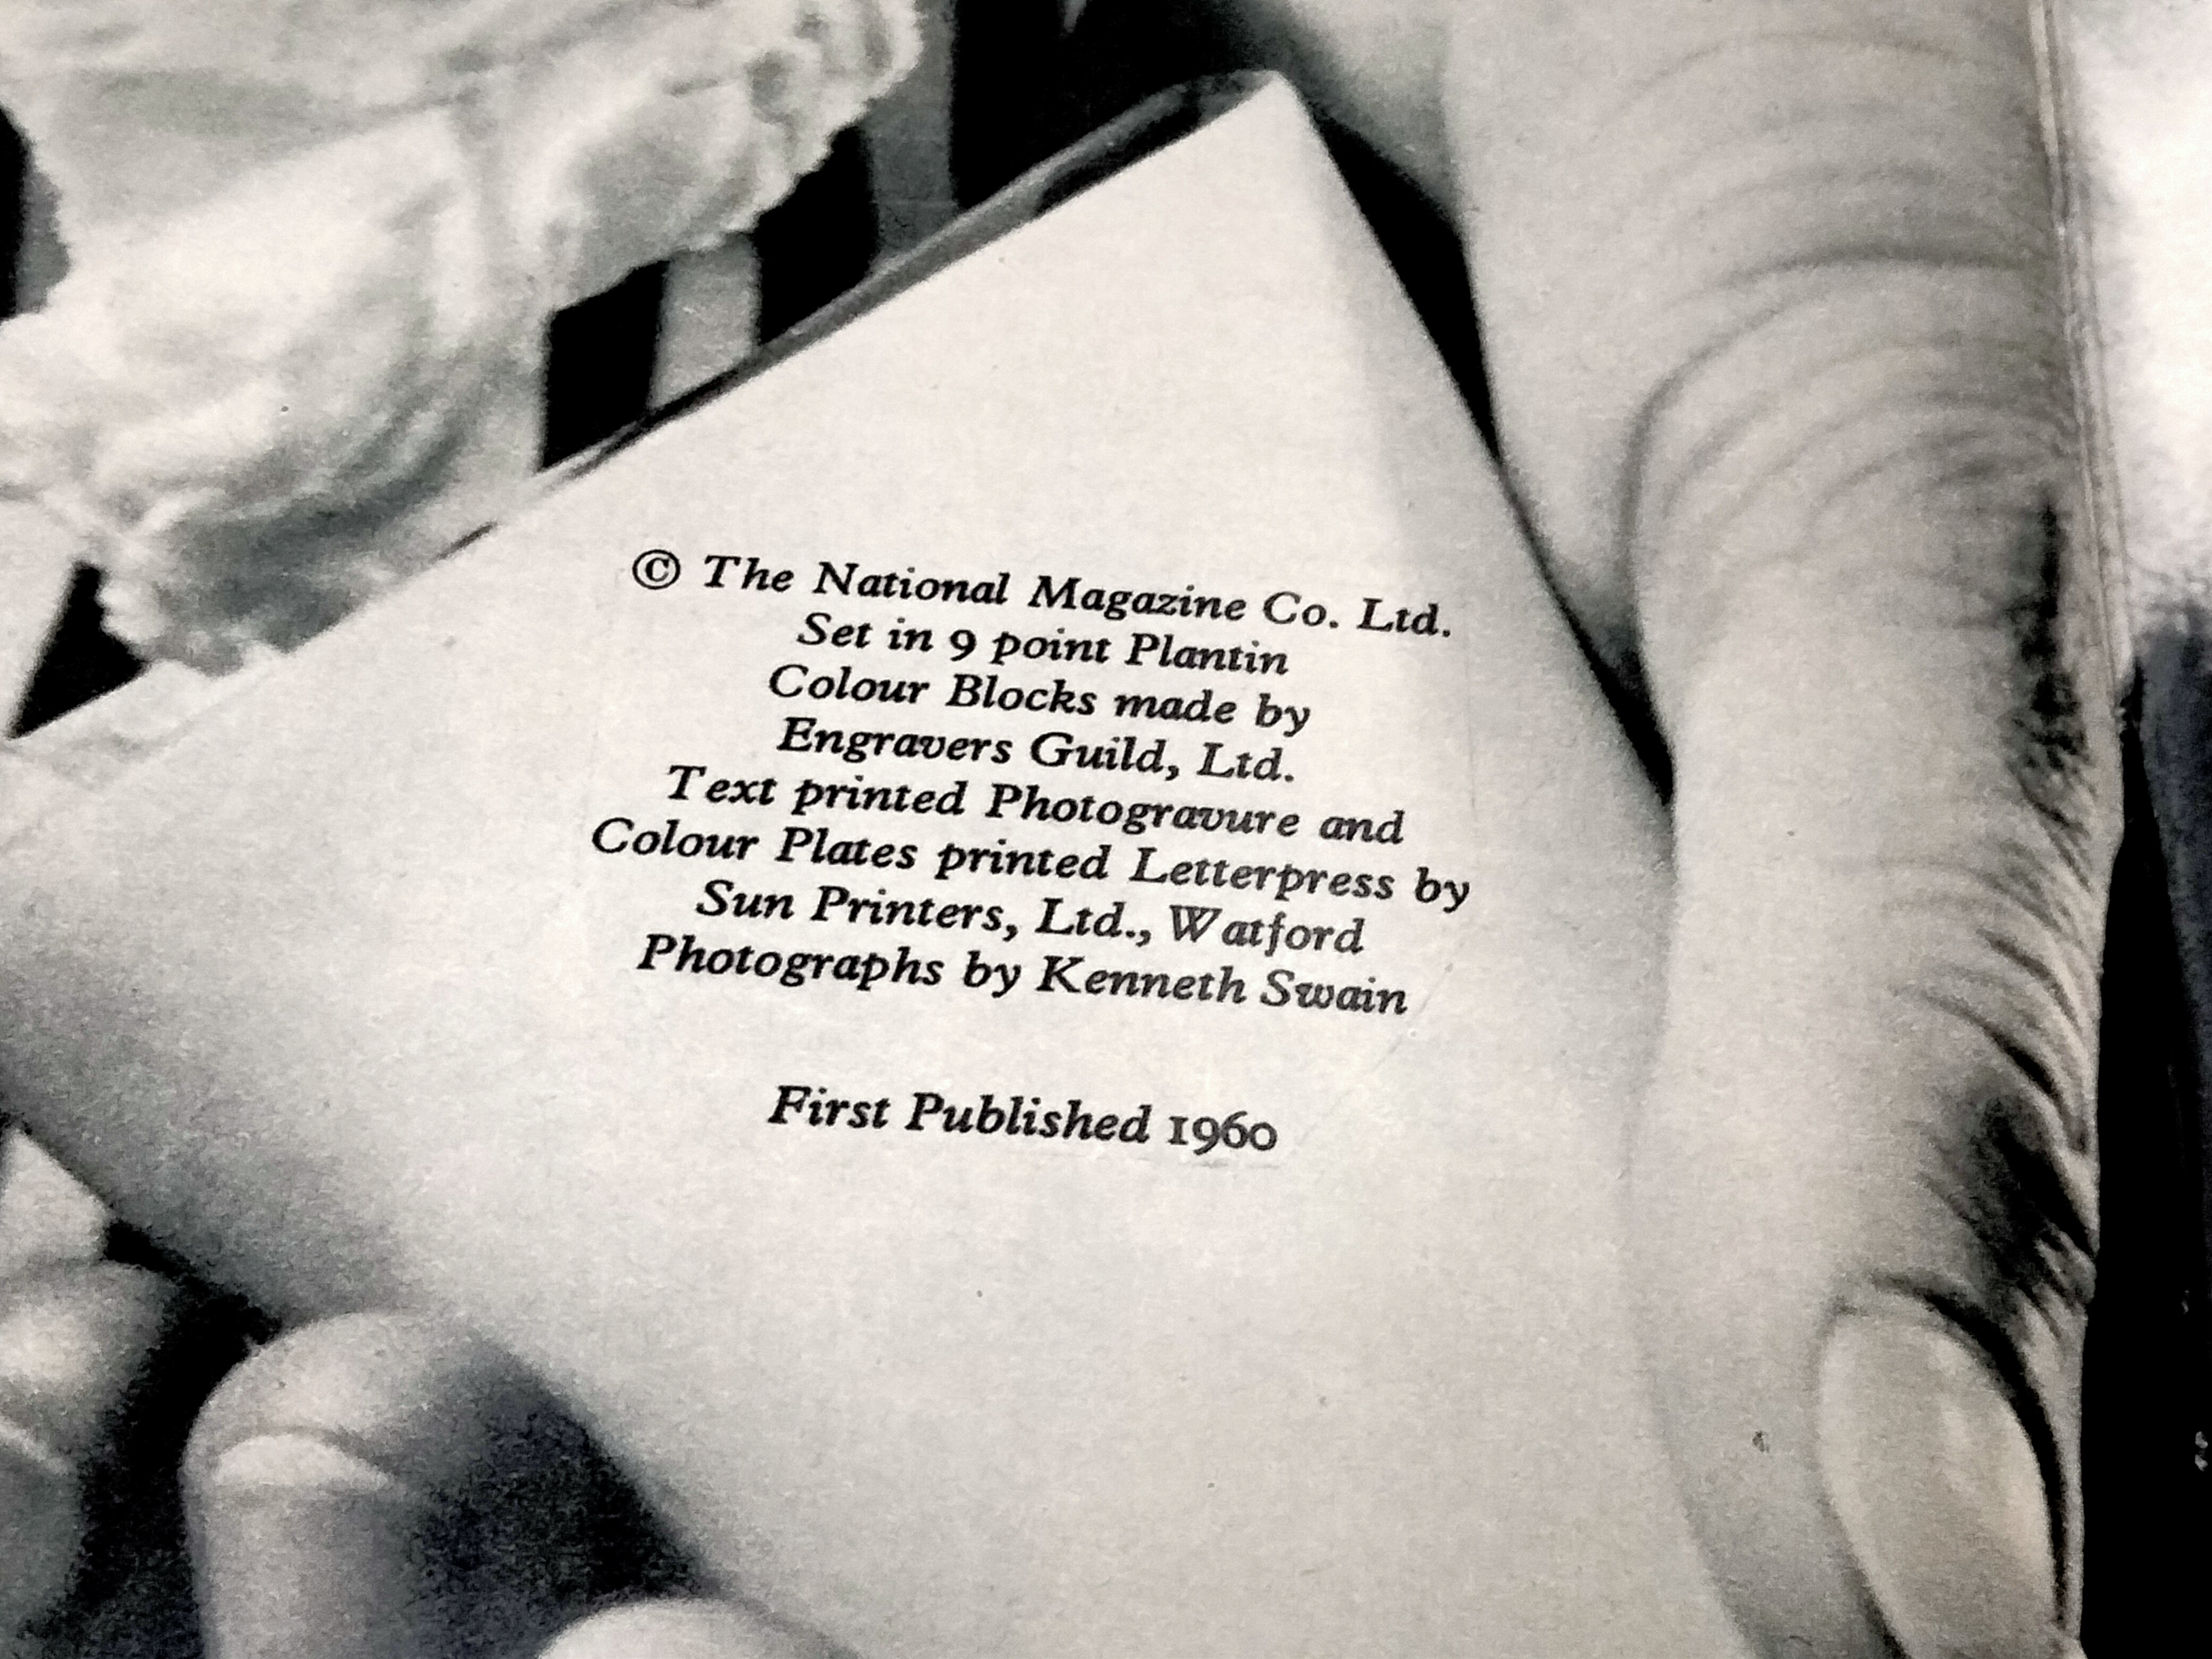 © The National Magazine Co. Ltd.
Set in 9 point Plantin
Colour Blocks made by
Engravers Guild, Ltd.
Text printed Photogravure and
Colour Plates printed Letterpress by
Sun Printers, Ltd., Watford
Photographs by Kenneth Swain
First Published 1960